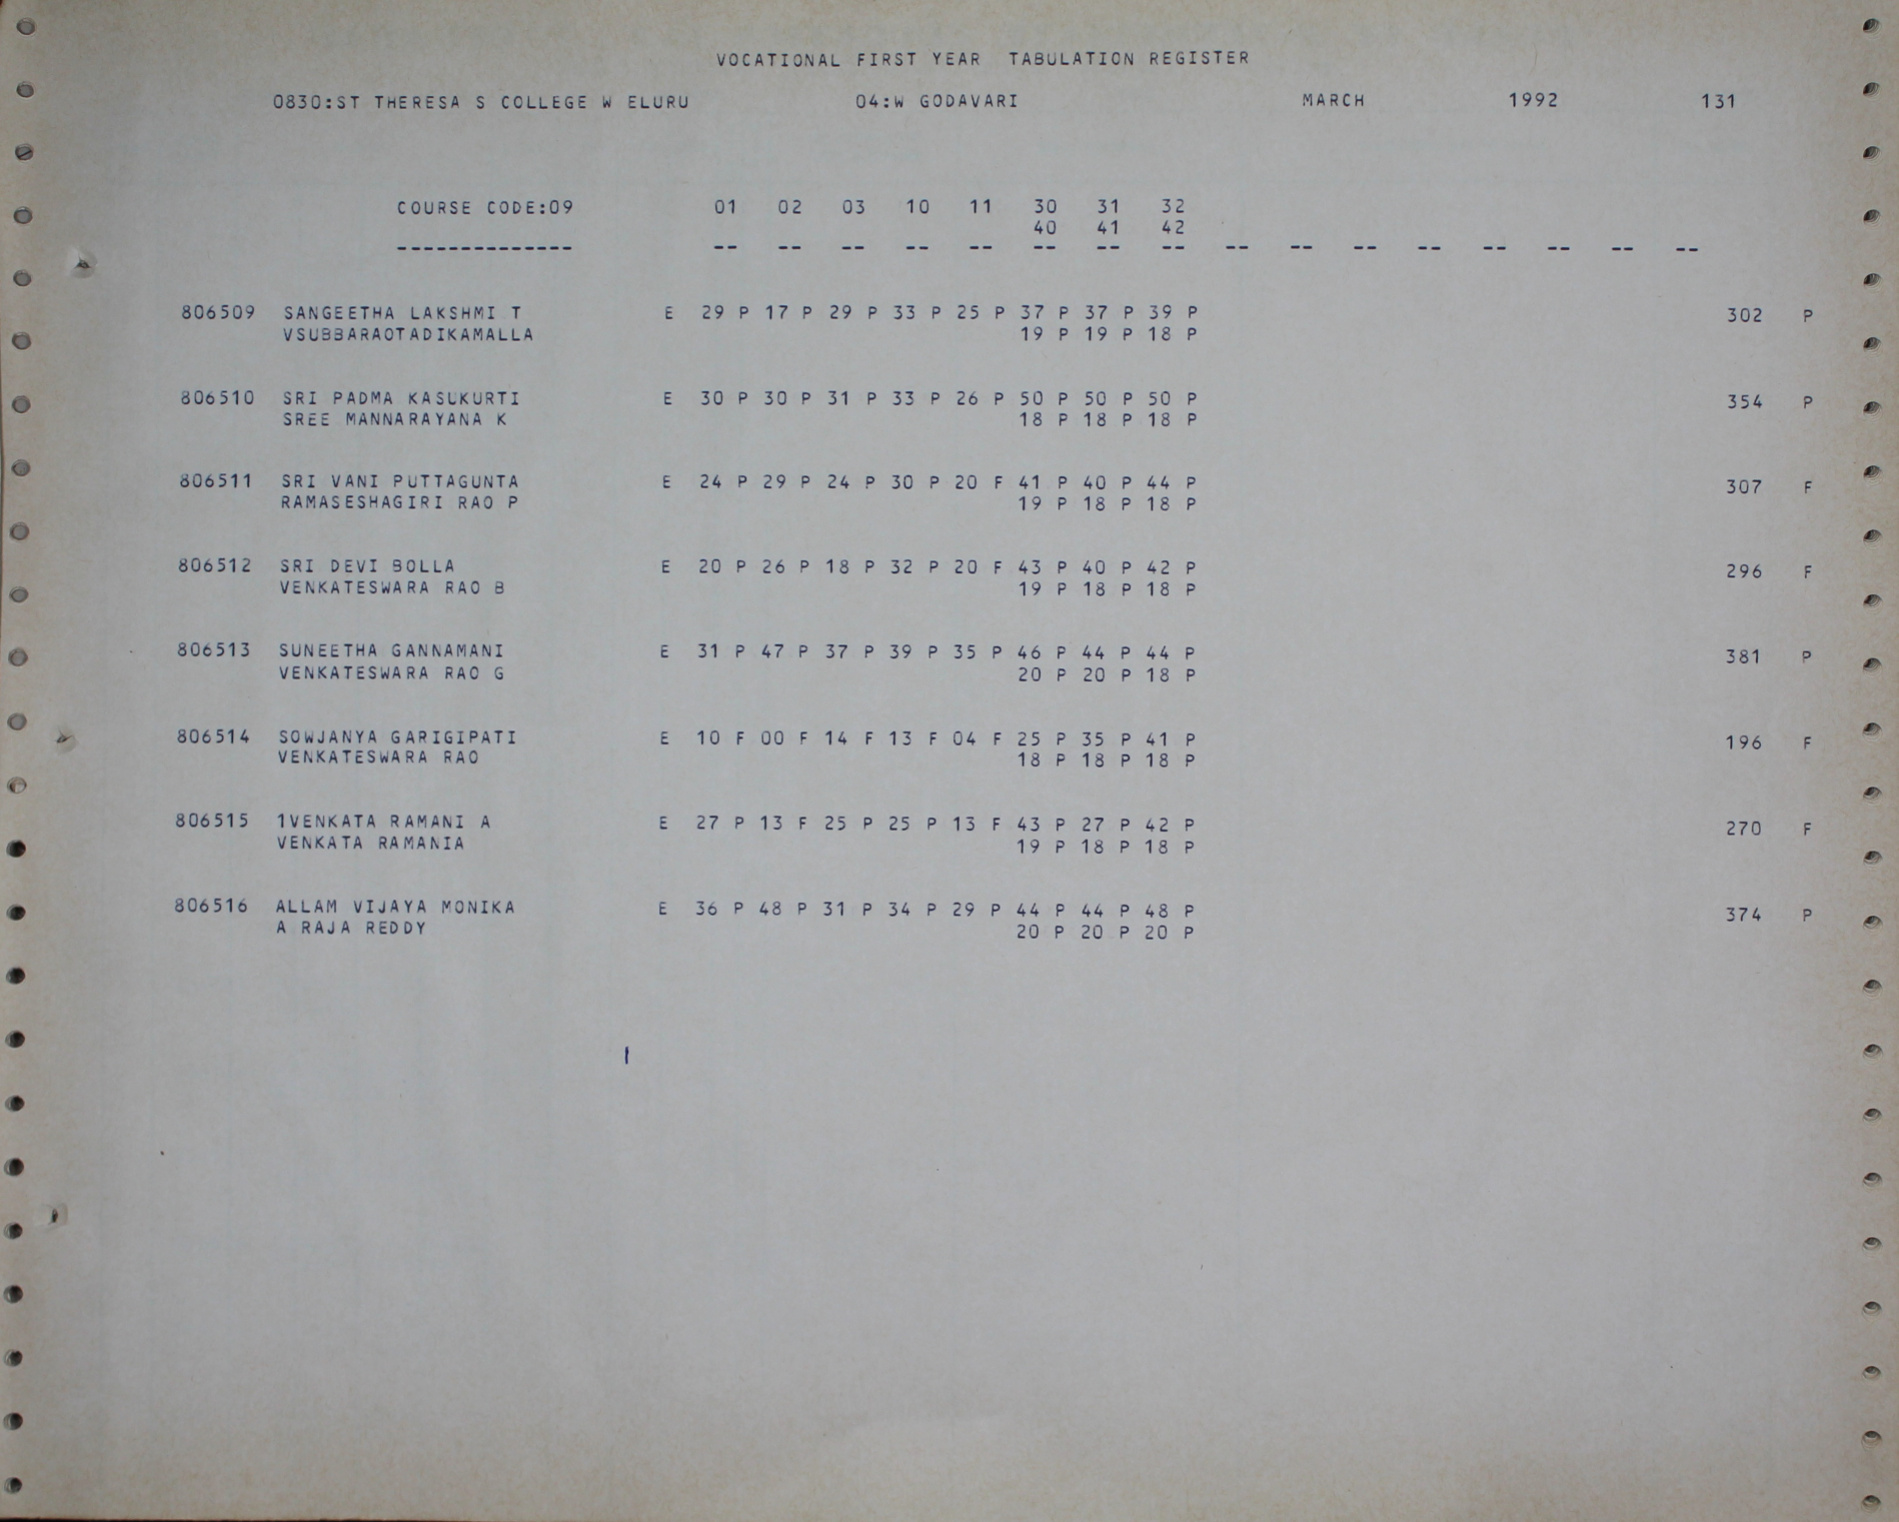 VOCATIONAL FIRST YEAR TABULATION REGISTER
0830:ST THERESA S COLLEGE W ELURU 04:W GODAVARI MARCH 1992 131
COURSE CODE:09 01 02 03 10 11 30 31 32
40 41 42
-------------- -- -- -- -- -- -- -- -- -- -- -- -- -- -- -- --
806509 SANGEETHA LAKSHMI T E 29 P 17 P 29 P 33 P 25 P 37 P 37 P 39 P 302 P
VSUBBARAOTADIKAMALLA 19 P 19 P 18 P
806510 SRI PADMA KASUKURTI E 30 P 30 P 31 P 33 P 26 P 50 P 50 P 50 P 354 P
SREE MANNARAYANA K 18 P 18 P 18 P
806511 SRI VANI PUTTAGUNTA E 24 P 29 P 24 P 30 P 20 F 41 P 40 P 44 P 307 F
RAMASESHAGIRI RAO P 19 P 18 P 18 P
806512 SRI DEVI BOLLA E 20 P 26 P 18 P 32 P 20 F 43 P 40 P 42 P 296 F
VENKATESWARA RAO B 19 P 18 P 18 P
806513 SUNEETHA GANNAMANI E 31 P 47 P 37 P 39 P 35 P 46 P 44 P 44 P 381 P
VENKATESWARA RAO G 20 P 20 P 18 P
806514 SOWJANYA GARIGIPATI E 10 F 00 F 14 F 13 F 04 F 25 P 35 P 41 P 196 F
VENKATESWARA RAO 18 P 18 P 18 P
806515 1VENKATA RAMANI A E 27 P 13 F 25 P 25 P 13 F 43 P 27 P 42 P 270 F
VENKATA RAMANIA 19 P 18 P 18 P
806516 ALLAM VIJAYA MONIKA E 36 P 48 P 31 P 34 P 29 P 44 P 44 P 48 P 374 P
A RAJA REDDY 20 P 20 P 20 P